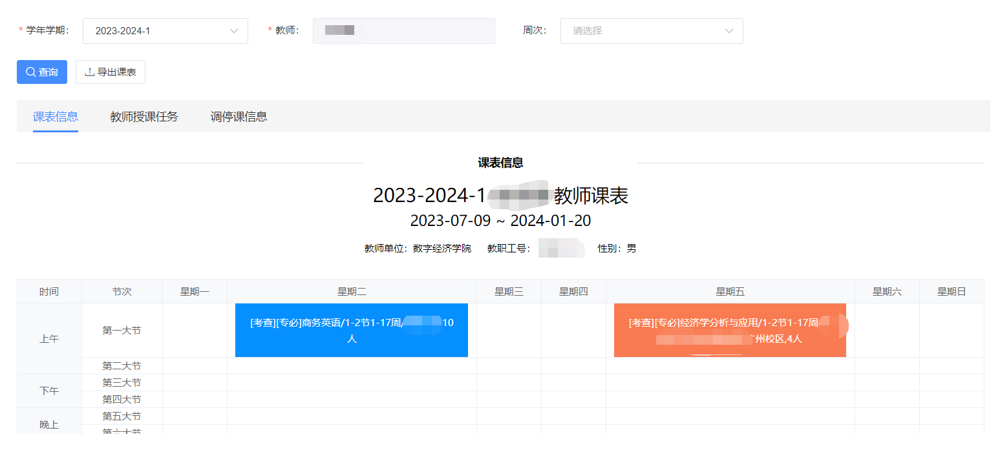 * 学年学期: 2023-2024-1 * 教师: 周次: 请选择
查询 导出课表
课表信息 教师授课任务 调停课信息
课表信息
2023-2024-1 教师课表
2023-07-09 ~ 2024-01-20
教师单位: 数字经济学院 教职工号: 性别: 男
时间 节次 星期一 星期二 星期三 星期四 星期五 星期六 星期日
上午
第一大节
[考查][专必]商务英语/1-2节1-17周/ 10
人
[考查][专必]经济学分析与应用/1-2节1-17周
州校区,4人
第二大节
下午
第三大节
第四大节
晚上
第五大节
第六大节